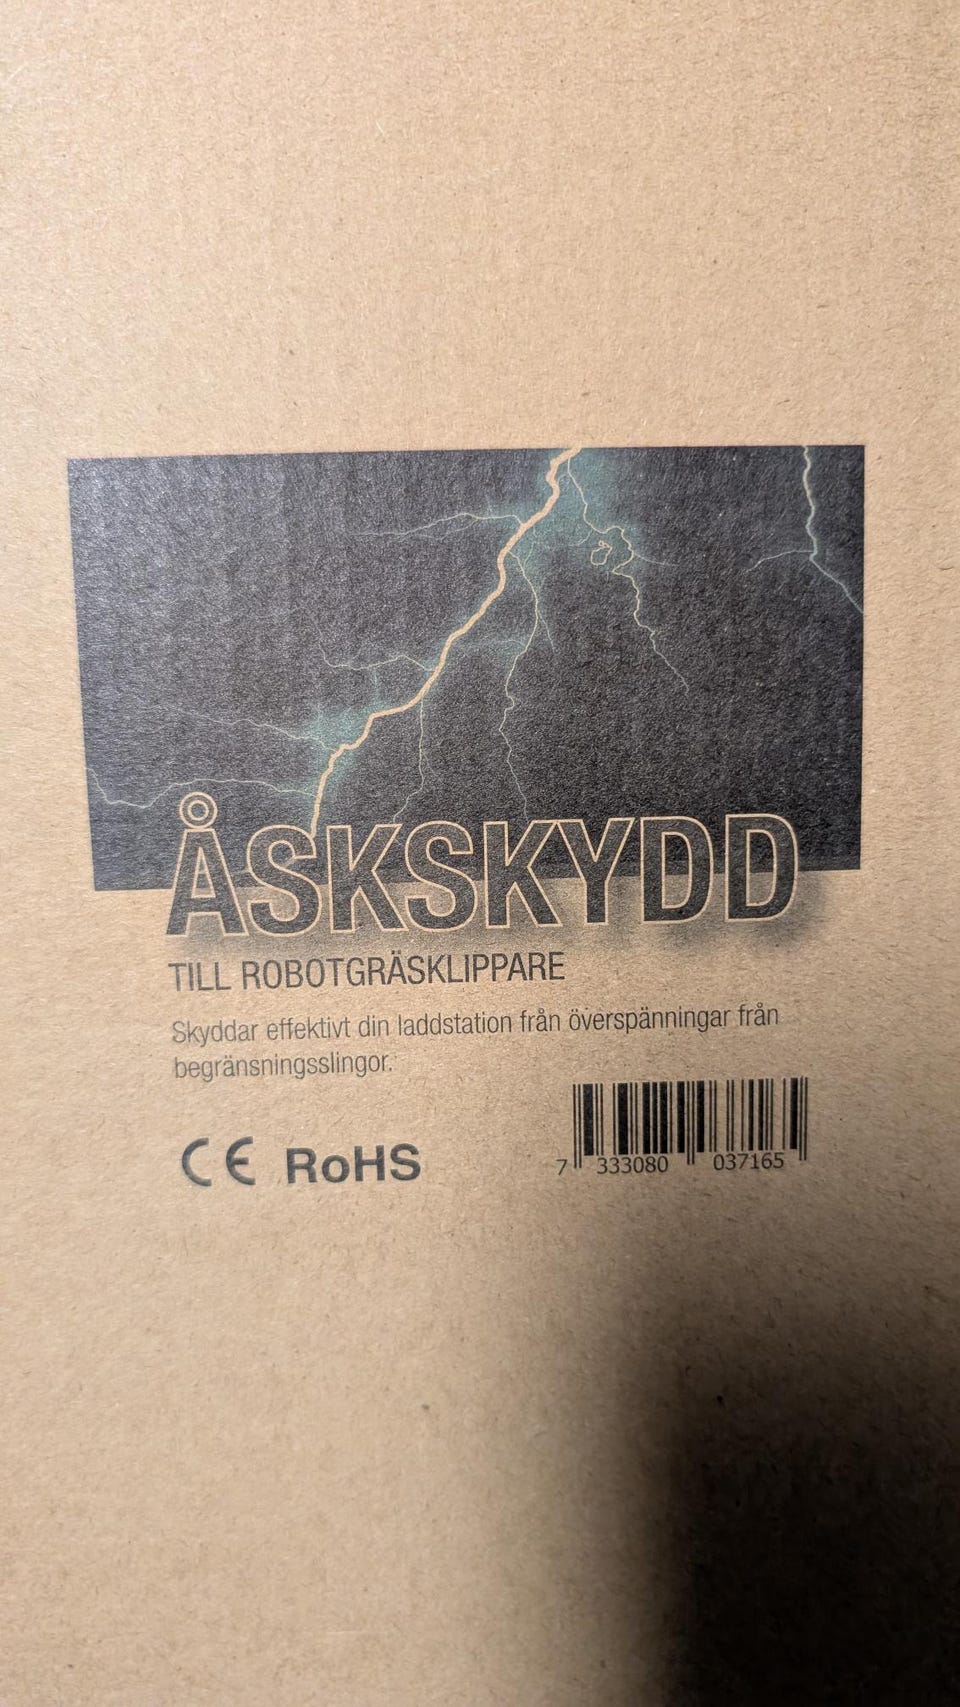 ÅSKSKYDD
TILL ROBOTGRÄSKLIPPARE
Skyddar effektivt din laddstation från överspänningar från
begränsningsslingor.
CE RoHS
7 333080 037165